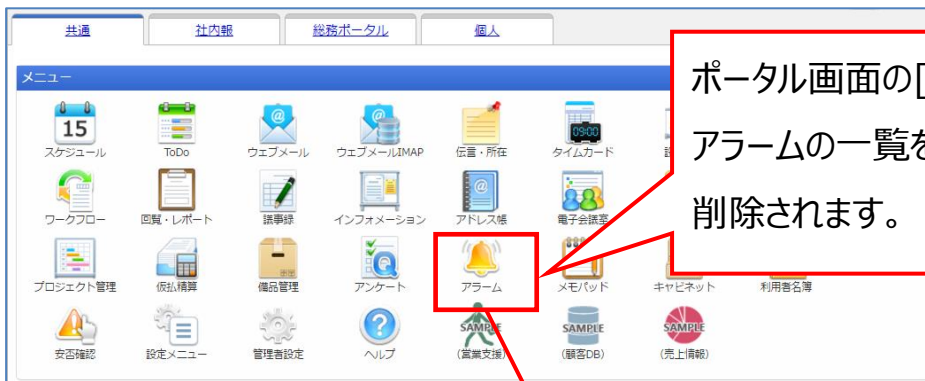 共通
社内報
総務ポータル
個人
メニュー
ポータル画面の[
アラームの一覧を
削除されます。
15
スケジュール
ToDo
ウェブメール
ウェブメールIMAP
伝言・所在
09:00
タイムカード
ワークフロー
回覧・レポート
議事録
インフォメーション
アドレス帳
電子会議室
プロジェクト管理
仮払精算
備品管理
アンケート
アラーム
メモパッド
キャビネット
利用者名簿
安否確認
設定メニュー
管理者設定
ヘルプ
SAMPLE
(営業支援)
SAMPLE
(顧客DB)
SAMPLE
(売上情報)